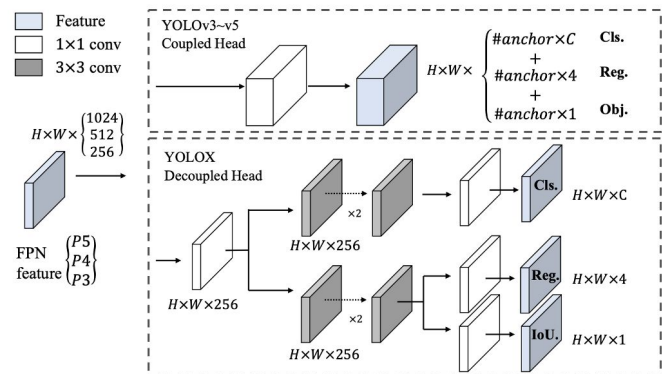 Feature
1×1 conv
3×3 conv
H×W×{1024
512
256}
FPN
feature
{P5
P4
P3}
YOLOv3~v5
Coupled Head
H×W×
{#anchor×C Cls.
+
#anchor×4 Reg.
+
#anchor×1 Obj.
YOLOX
Decoupled Head
H×W×256
×2
H×W×256
Cls.
H×W×C
×2
H×W×256
Reg.
H×W×4
IoU.
H×W×1